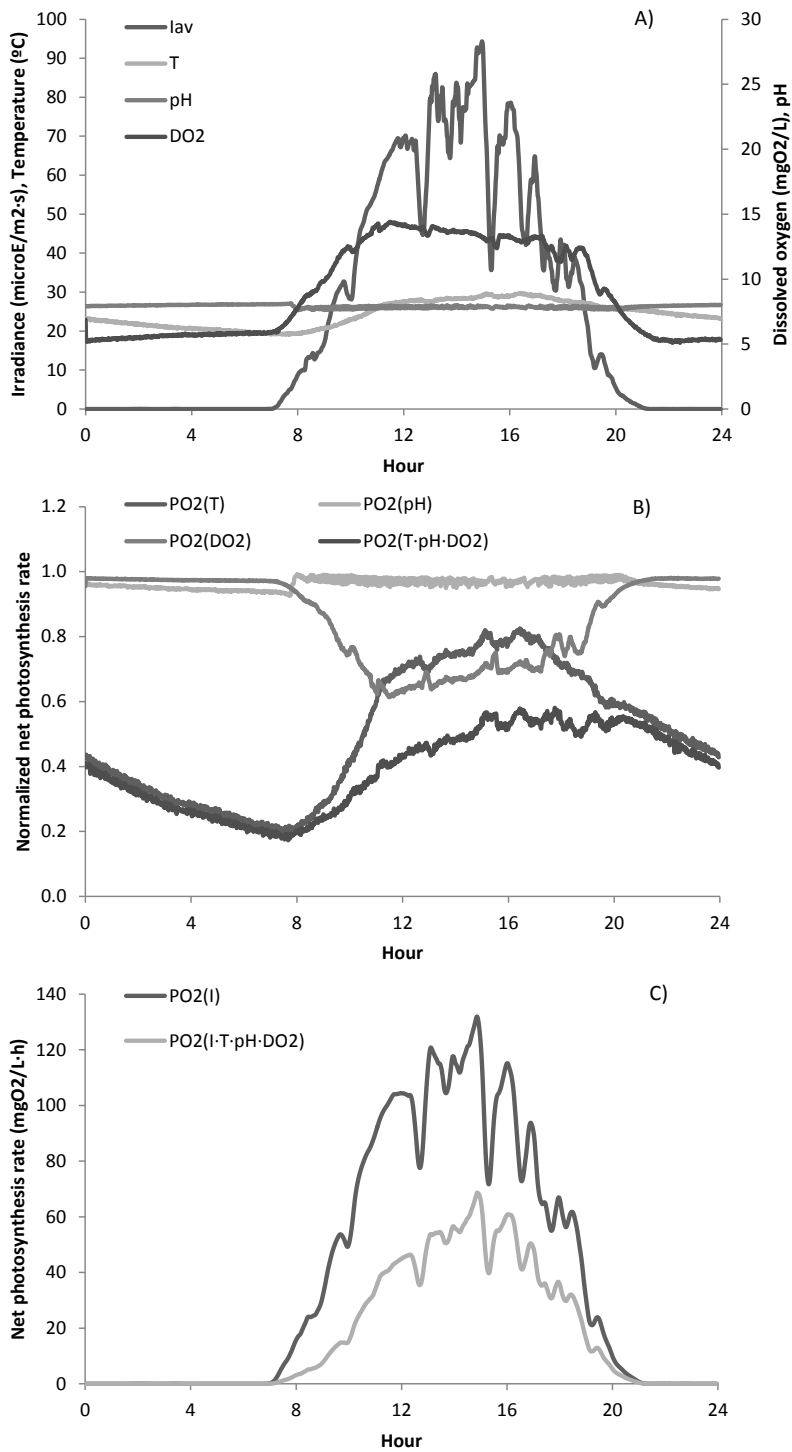 A)
Iav
T
pH
DO2
Irradiance (microE/m2·s), Temperature (ºC)
100
90
80
70
60
50
40
30
20
10
0
30
25
20
15
10
5
0
Dissolved oxygen (mgO2/L), pH
0 4 8 12 16 20 24
Hour
PO2(T) PO2(pH)
B)
PO2(DO2) PO2(T·pH·DO2)
Normalized net photosynthesis rate
1.2
1.0
0.8
0.6
0.4
0.2
0.0
0 4 8 12 16 20 24
Hour
C)
PO2(I)
PO2(I·T·pH·DO2)
Net photosynthesis rate (mgO2/L·h)
140
120
100
80
60
40
20
0
0 4 8 12 16 20 24
Hour